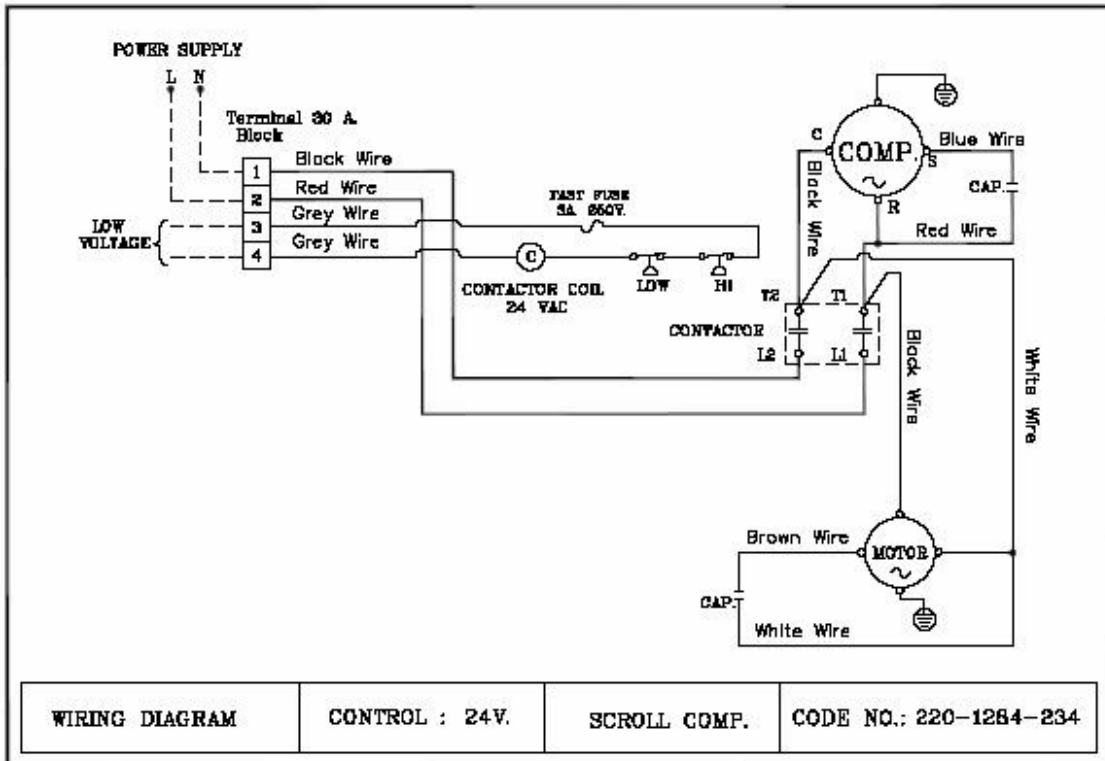 POWER SUPPLY
L N
Terminal 30 A.
Block
1
2
3
4
Black Wire
Red Wire
Grey Wire
Grey Wire
LOW
VOLTAGE
FAST FUSE
3A 250V.
C
CONTACTOR COIL
24 VAC
LOW
HI
C
COMP.
S
R
Blue Wire
CAP.
Red Wire
Black Wire
T2
T1
CONTACTOR
L2
L1
Black Wire
White Wire
Brown Wire
MOTOR
CAP.
White Wire
WIRING DIAGRAM
CONTROL : 24V.
SCROLL COMP.
CODE NO.: 220-1284-234